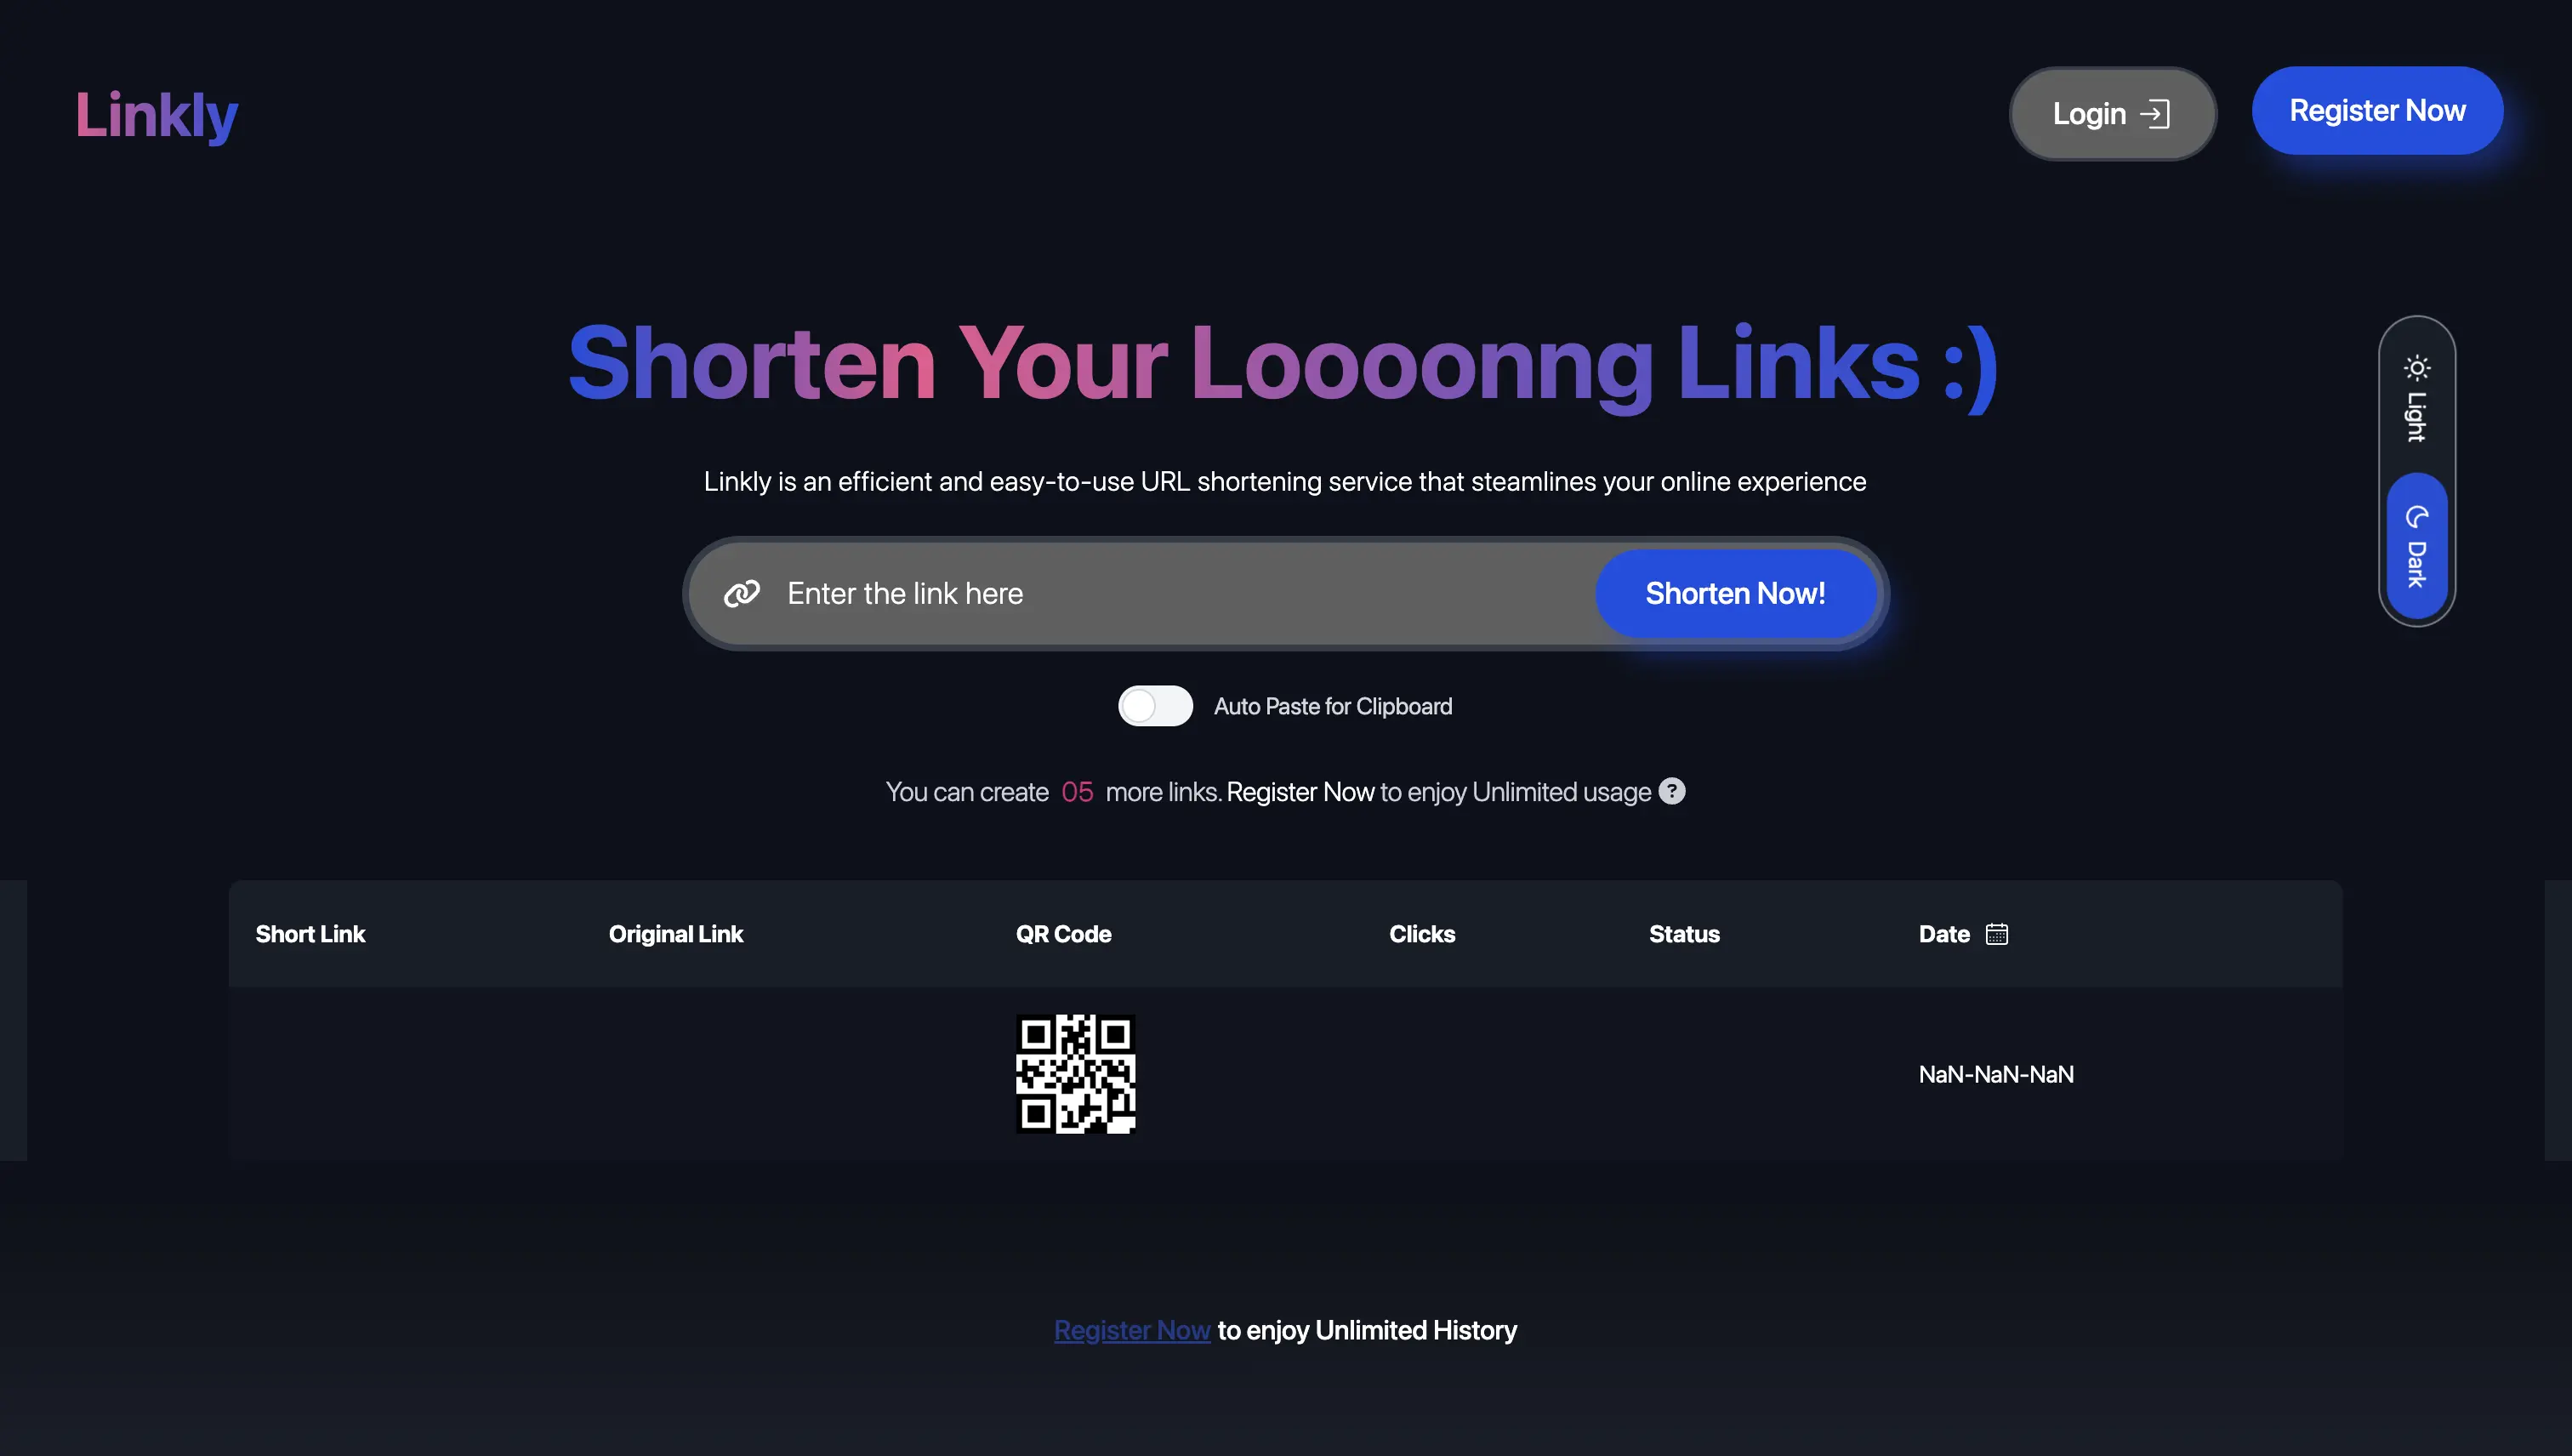 Linkly
Login
Register Now
Shorten Your Loooonng Links :)
Light
Dark
Linkly is an efficient and easy-to-use URL shortening service that steamlines your online experience
Enter the link here
Shorten Now!
Auto Paste for Clipboard
You can create 05 more links. Register Now to enjoy Unlimited usage ?
Short Link Original Link QR Code Clicks Status Date
NaN-NaN-NaN
Register Now to enjoy Unlimited History